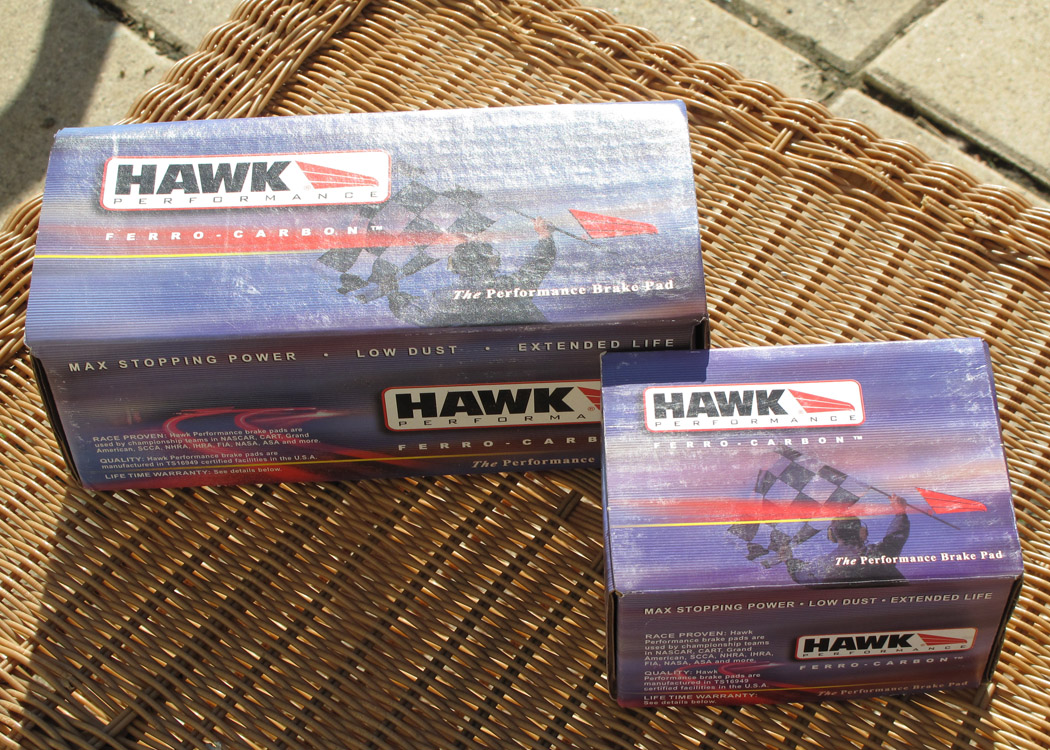 HAWK
PERFORMANCE
FERRO-CARBON™
The Performance Brake Pad
MAX STOPPING POWER • LOW DUST • EXTENDED LIFE
HAWK
PERFORMA
®
FERRO-CARB
The Performance
RACE PROVEN: Hawk Performance brake pads are
used by championship teams in NASCAR, CART, Grand
American, SCCA, NHRA, IHRA, FIA, NASA, ASA and more.
QUALITY: Hawk Performance brake pads are
manufactured in TS16949 certified facilities in the U.S.A.
LIFE TIME WARRANTY: See details below.
HAWK
PERFORMANCE
FERRO-CARBON™
The Performance Brake Pad
MAX STOPPING POWER • LOW DUST • EXTENDED LIFE
RACE PROVEN: Hawk
Performance brake pads are
used by championship teams
in NASCAR, CART, Grand
American, SCCA, NHRA, IHRA,
FIA, NASA, ASA and more.
QUALITY: Hawk
Performance brake pads are
manufactured in TS16949
certified facilities in the U.S.A.
LIFE TIME WARRANTY:
See details below.
HAWK
PERFORMANCE
FERRO-CARBON™
The Performance Brake Pad